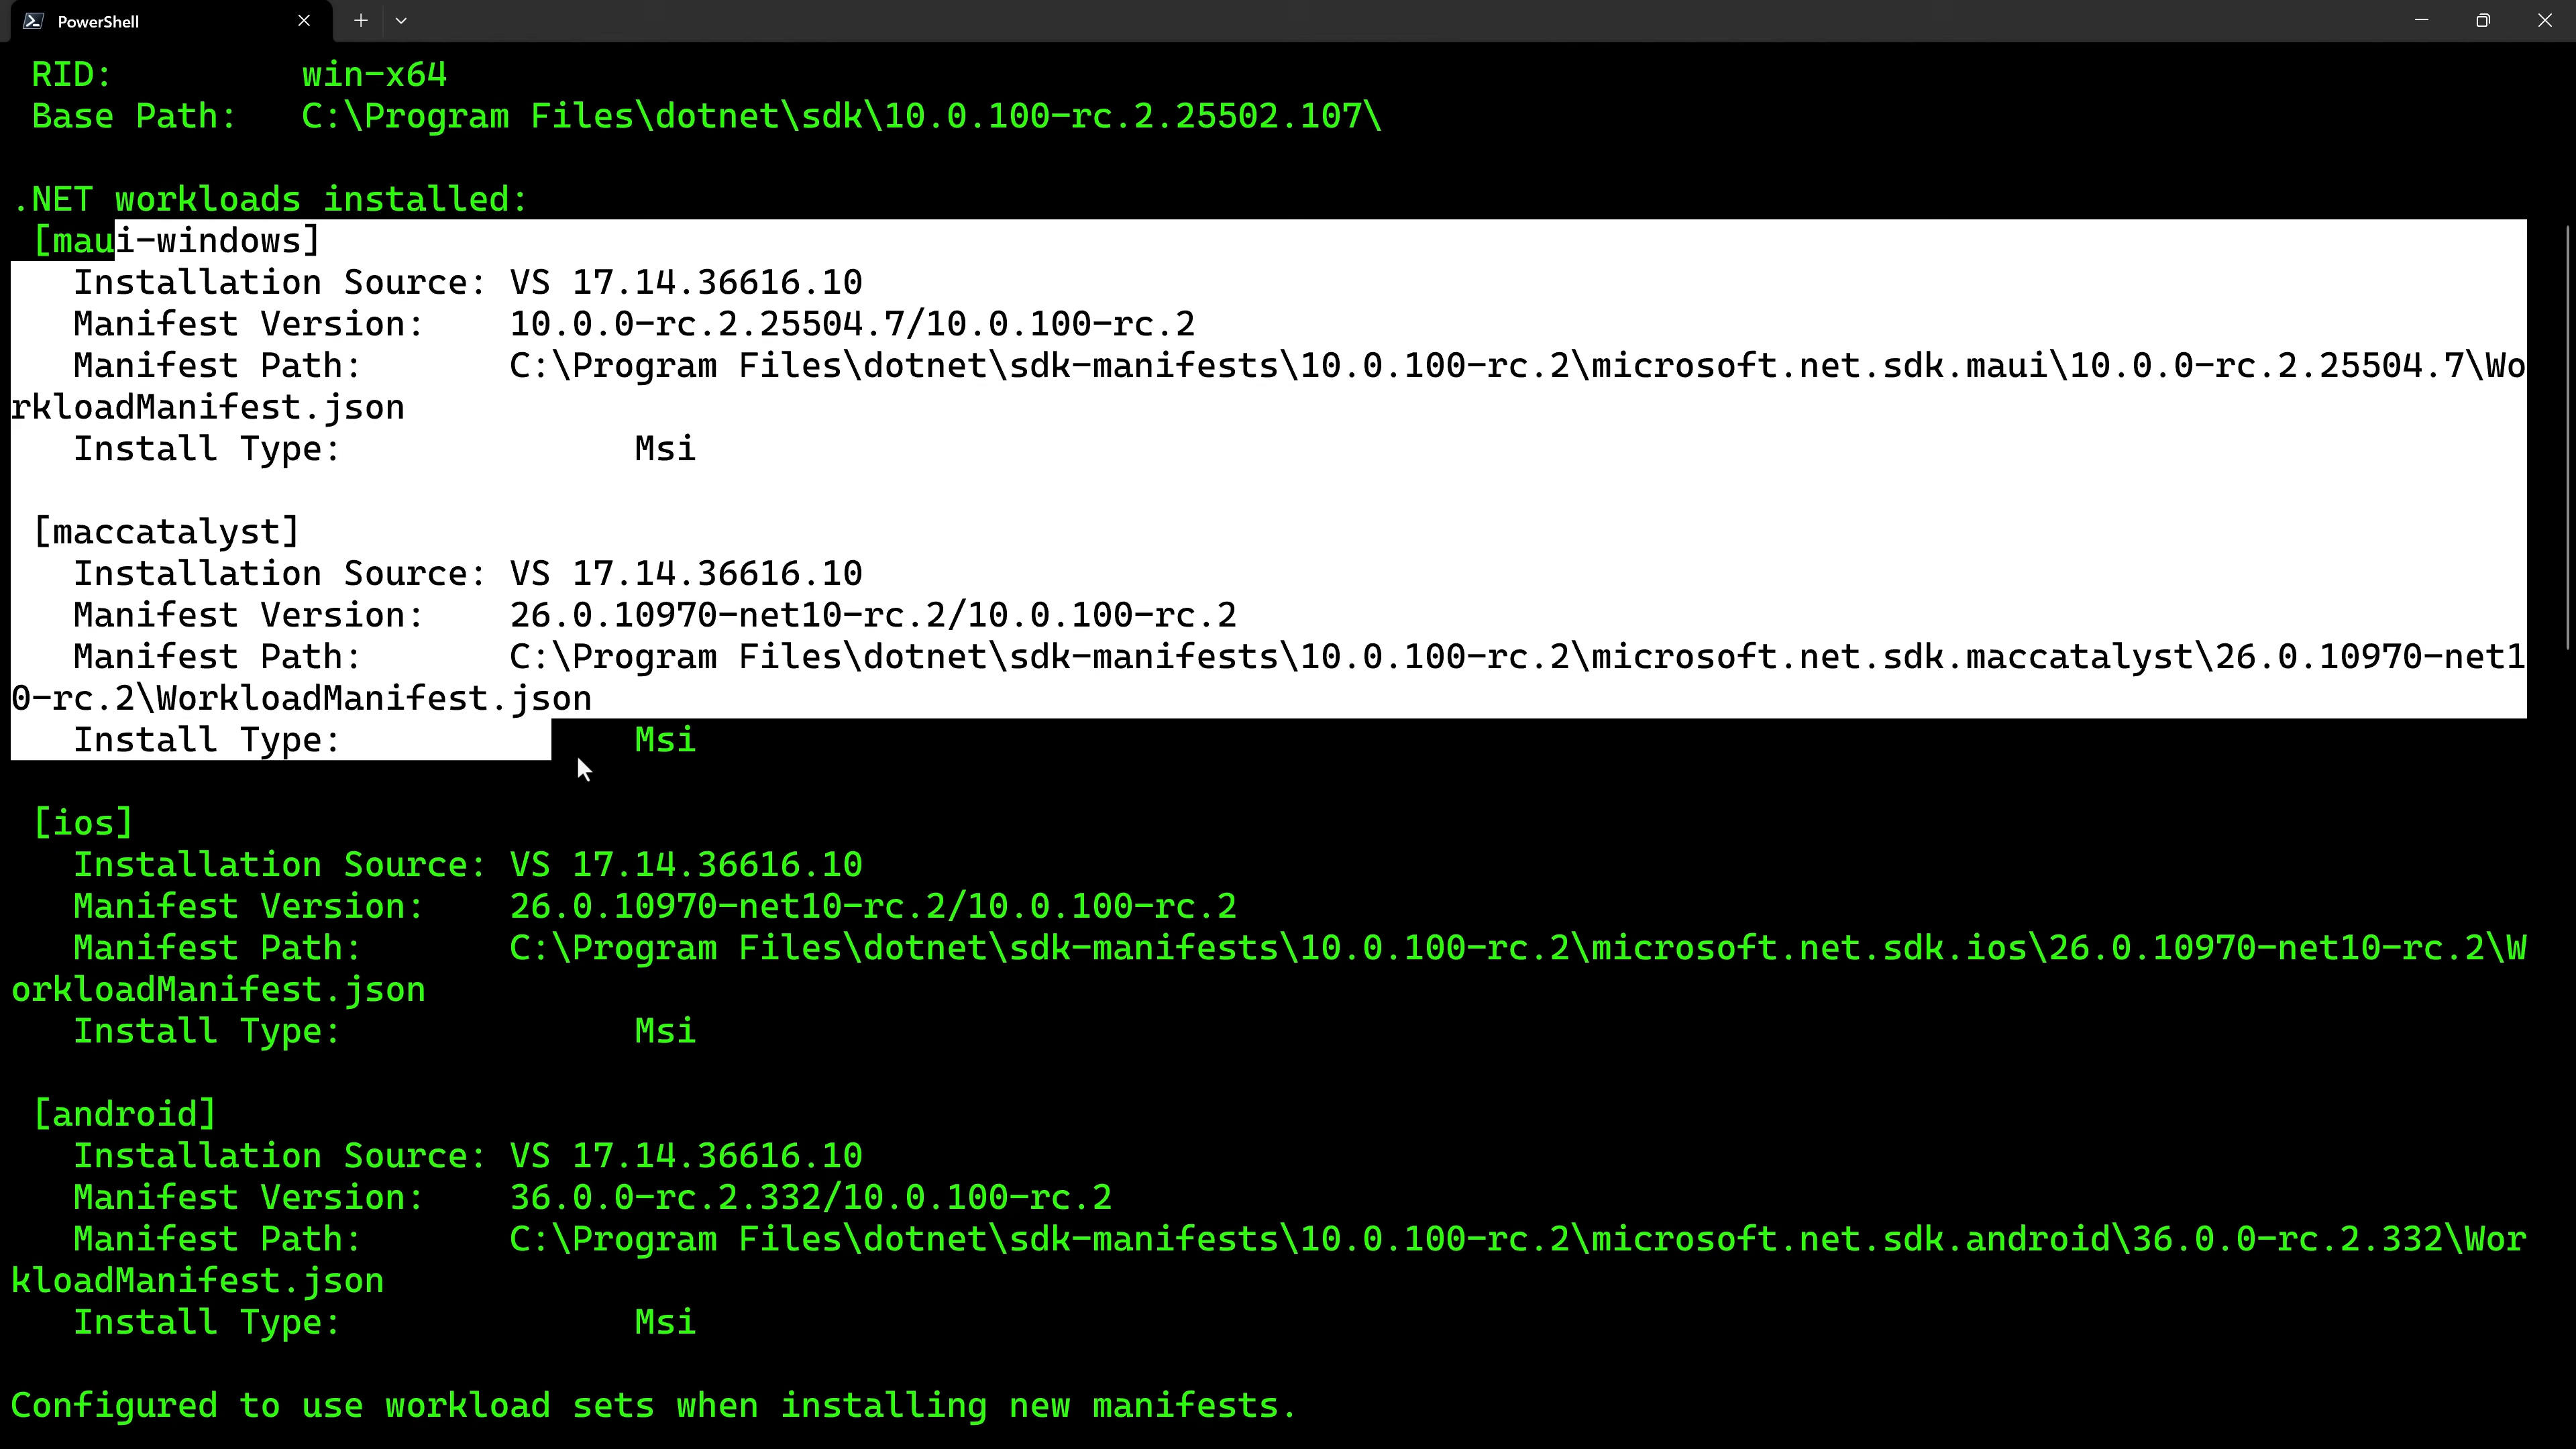 PowerShell
RID: win-x64
Base Path: C:\Program Files\dotnet\sdk\10.0.100-rc.2.25502.107\
.NET workloads installed:
[maui-windows]
Installation Source: VS 17.14.36616.10
Manifest Version: 10.0.0-rc.2.25504.7/10.0.100-rc.2
Manifest Path: C:\Program Files\dotnet\sdk-manifests\10.0.100-rc.2\microsoft.net.sdk.maui\10.0.0-rc.2.25504.7\Wo
rkloadManifest.json
Install Type: Msi
[maccatalyst]
Installation Source: VS 17.14.36616.10
Manifest Version: 26.0.10970-net10-rc.2/10.0.100-rc.2
Manifest Path: C:\Program Files\dotnet\sdk-manifests\10.0.100-rc.2\microsoft.net.sdk.maccatalyst\26.0.10970-net1
0-rc.2\WorkloadManifest.json
Install Type: Msi
[ios]
Installation Source: VS 17.14.36616.10
Manifest Version: 26.0.10970-net10-rc.2/10.0.100-rc.2
Manifest Path: C:\Program Files\dotnet\sdk-manifests\10.0.100-rc.2\microsoft.net.sdk.ios\26.0.10970-net10-rc.2\W
orkloadManifest.json
Install Type: Msi
[android]
Installation Source: VS 17.14.36616.10
Manifest Version: 36.0.0-rc.2.332/10.0.100-rc.2
Manifest Path: C:\Program Files\dotnet\sdk-manifests\10.0.100-rc.2\microsoft.net.sdk.android\36.0.0-rc.2.332\Wor
kloadManifest.json
Install Type: Msi
Configured to use workload sets when installing new manifests.